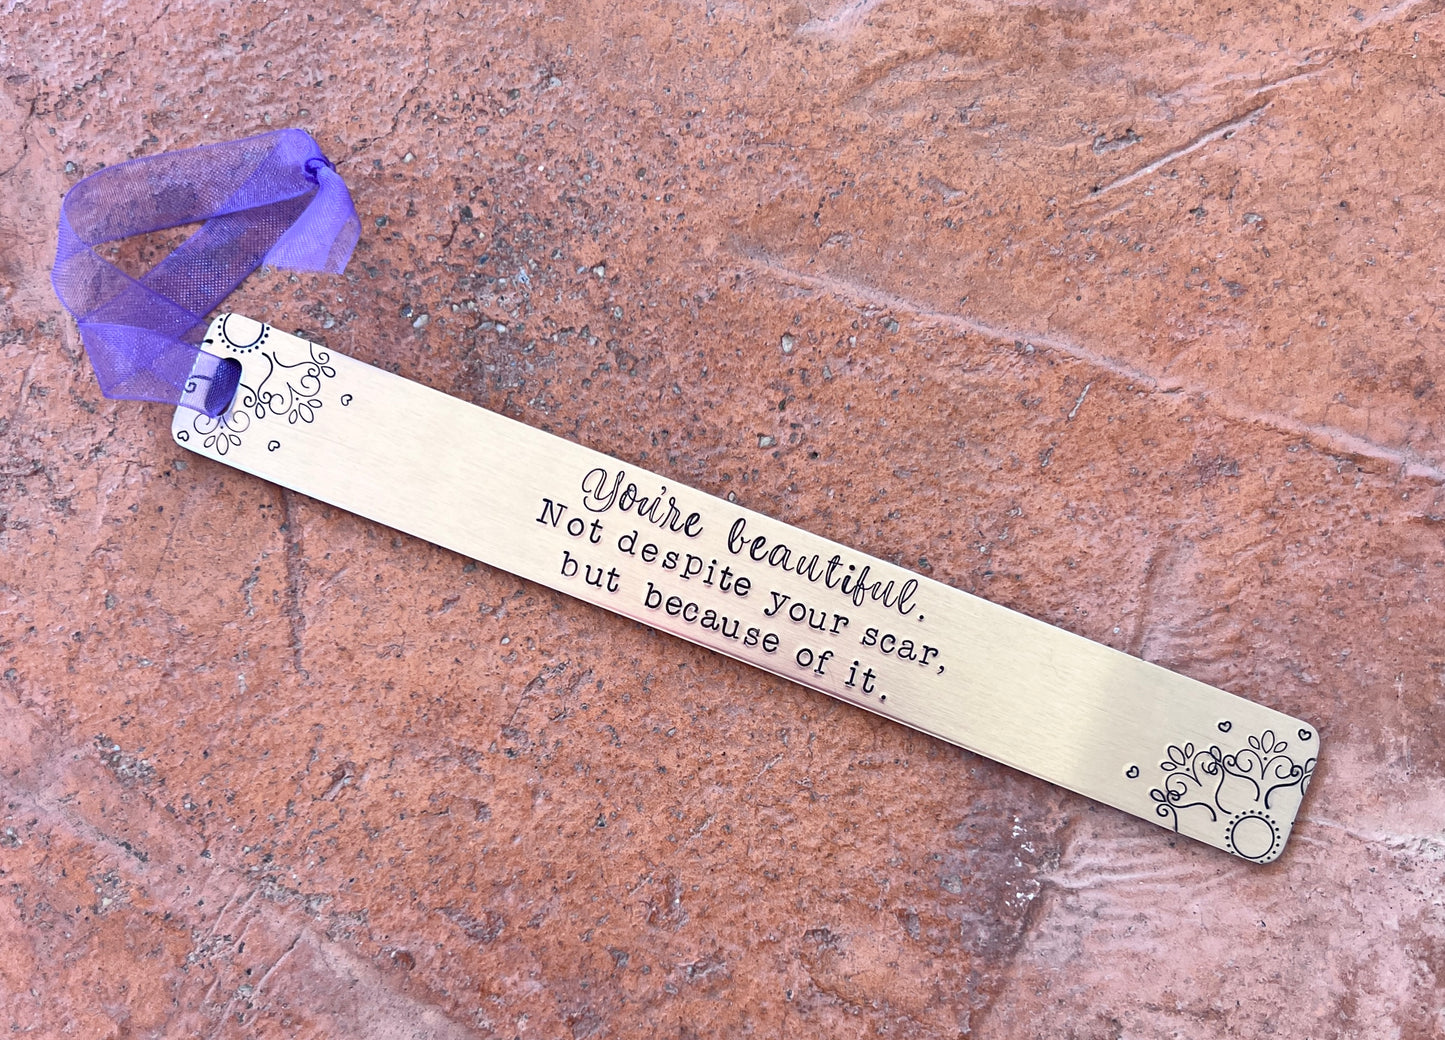 You're beautiful.
Not despite your scar,
but because of it.